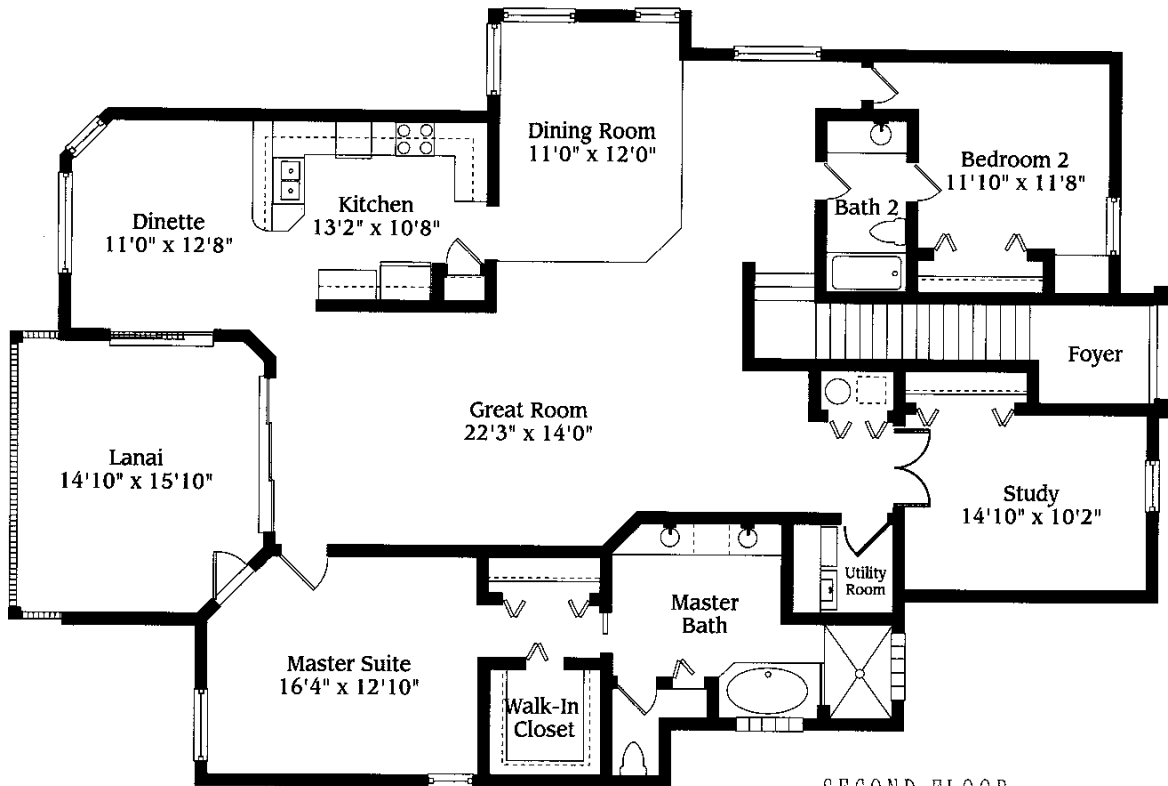 Dining Room
11'0" x 12'0"
Bedroom 2
11'10" x 11'8"
Bath 2
Kitchen
13'2" x 10'8"
Dinette
11'0" x 12'8"
Foyer
Great Room
22'3" x 14'0"
Lanai
14'10" x 15'10"
Study
14'10" x 10'2"
Utility
Room
Master
Bath
Master Suite
16'4" x 12'10"
Walk-In
Closet
SECOND FLOOR